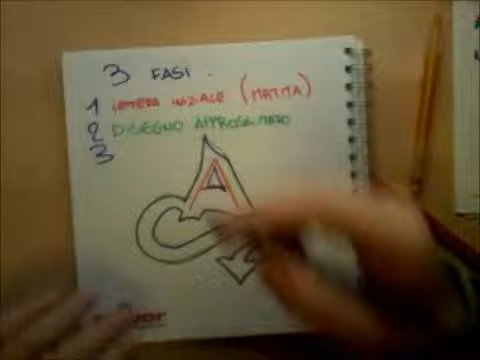 3 FASI.
1 LETTERA INIZIALE (MATITA)
2 DISEGNO APPROSSIMATO
3
A